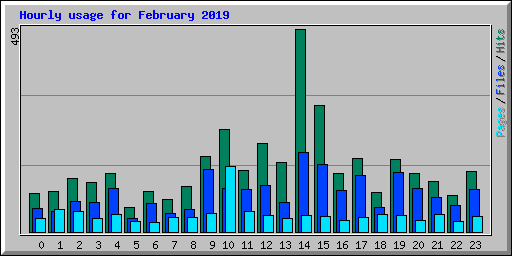 Hourly usage for February 2019
493
Pages / Files / Hits
0 1 2 3 4 5 6 7 8 9 10 11 12 13 14 15 16 17 18 19 20 21 22 23